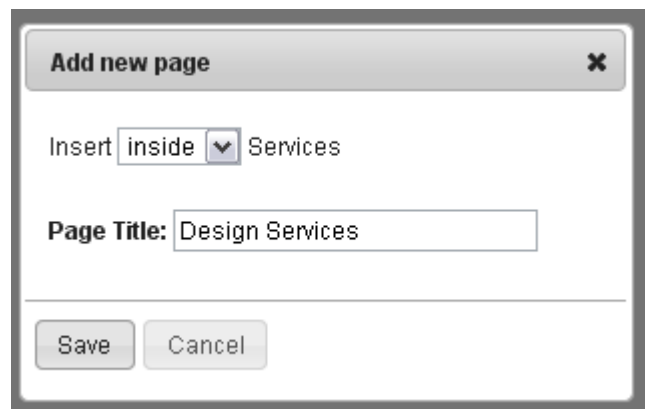 Add new page
Insert inside Services
Page Title: Design Services
Save Cancel